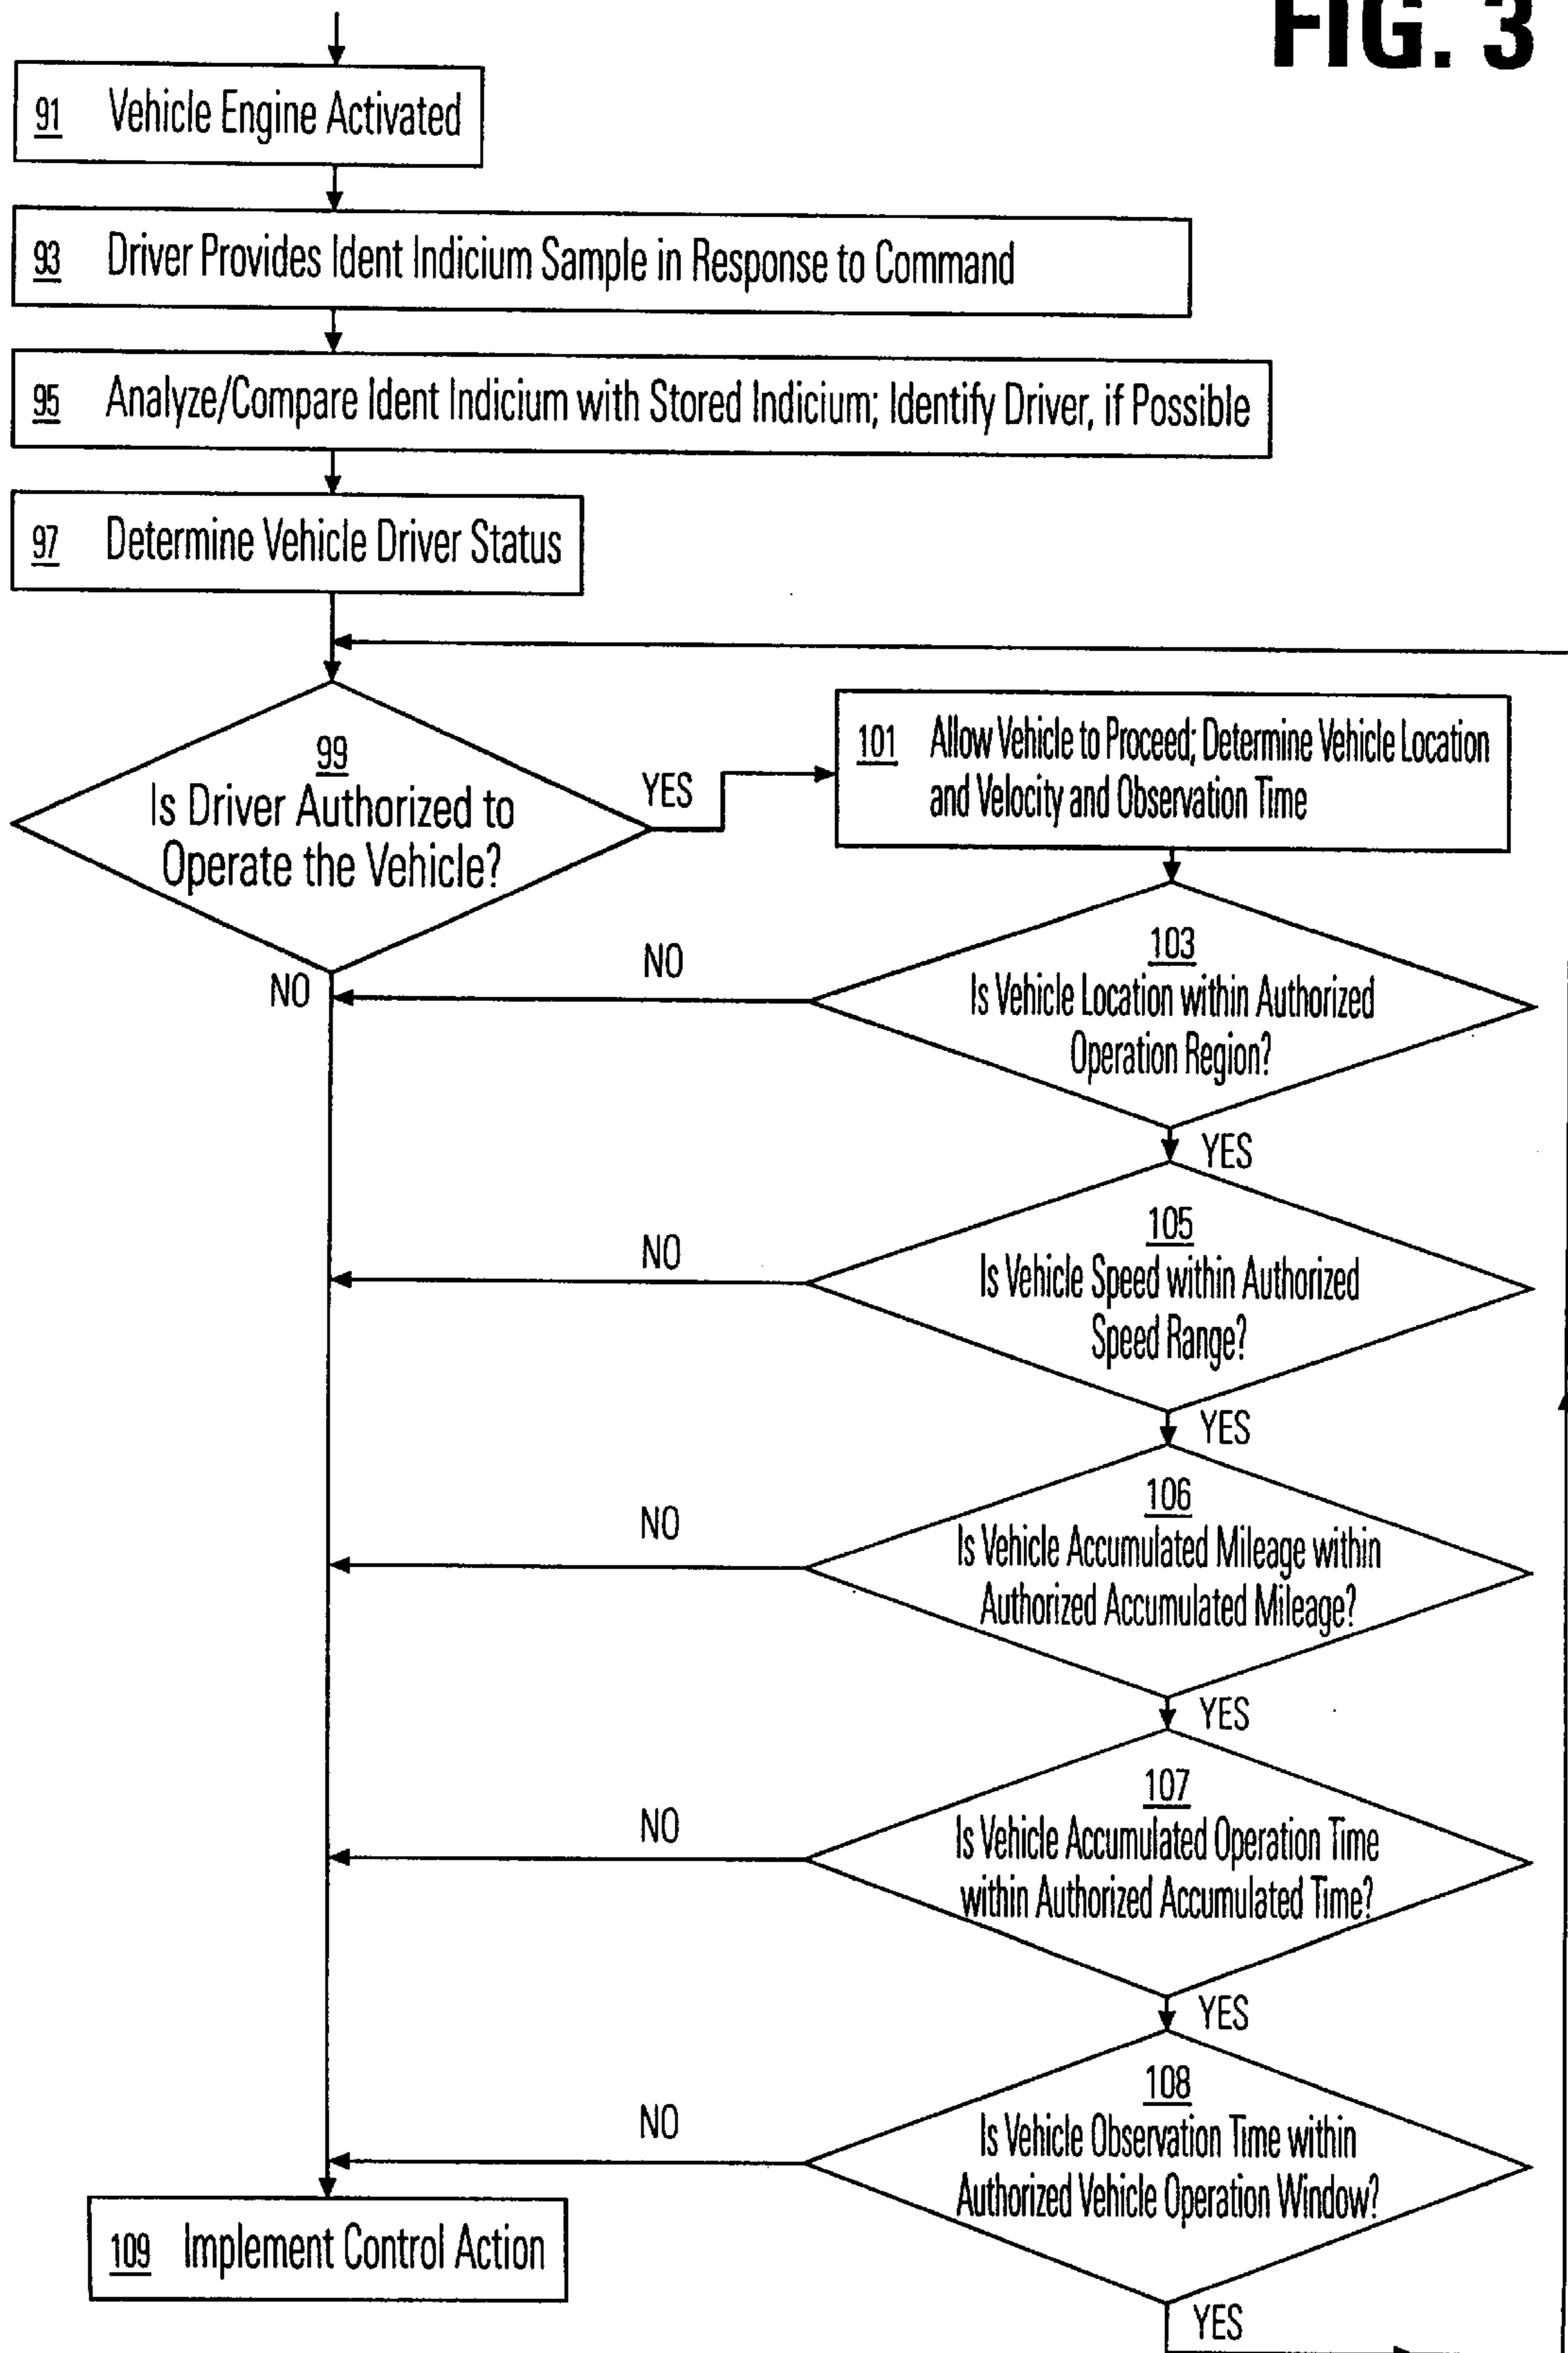 FIG. 3
91 Vehicle Engine Activated
93 Driver Provides Ident Indicium Sample in Response to Command
95 Analyze/Compare Ident Indicium with Stored Indicium; Identify Driver, if Possible
97 Determine Vehicle Driver Status
99
Is Driver Authorized to
Operate the Vehicle?
YES
NO
101 Allow Vehicle to Proceed; Determine Vehicle Location
and Velocity and Observation Time
103
Is Vehicle Location within Authorized
Operation Region?
NO
YES
105
Is Vehicle Speed within Authorized
Speed Range?
NO
YES
106
Is Vehicle Accumulated Mileage within
Authorized Accumulated Mileage?
NO
YES
107
Is Vehicle Accumulated Operation Time
within Authorized Accumulated Time?
NO
YES
108
Is Vehicle Observation Time within
Authorized Vehicle Operation Window?
NO
YES
109 Implement Control Action